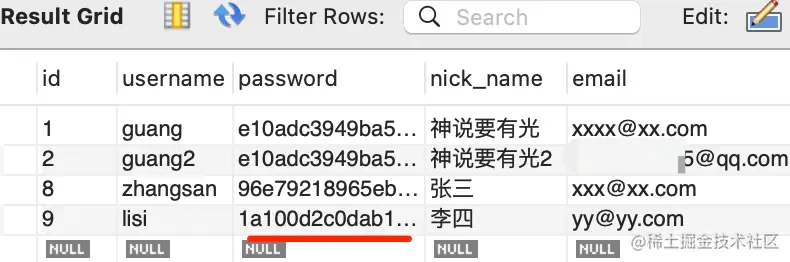 Result Grid Filter Rows: Search Edit:
id username password nick_name email
1 guang e10adc3949ba5... 神说要有光 xxxx@xx.com
2 guang2 e10adc3949ba5... 神说要有光2 5@qq.com
8 zhangsan 96e79218965eb... 张三 xxx@xx.com
9 lisi 1a100d2c0dab1... 李四 yy@yy.com
NULL NULL NULL NULL NULL
@稀土掘金技术社区